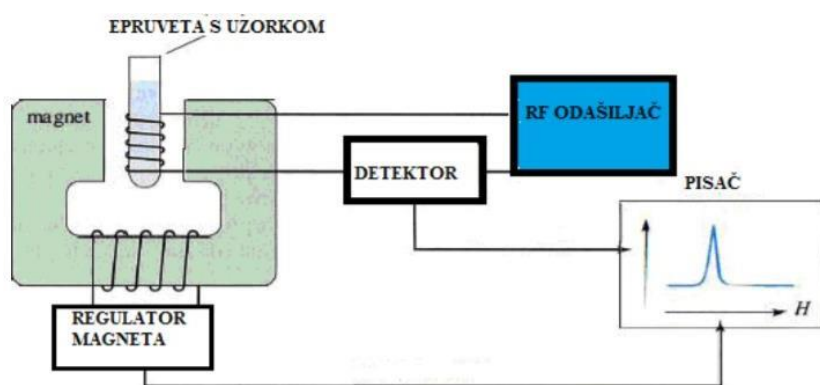 EPRUVETA S UZORKOM
magnet
RF ODAŠILJAČ
DETEKTOR
PISAČ
H
REGULATOR
MAGNETA